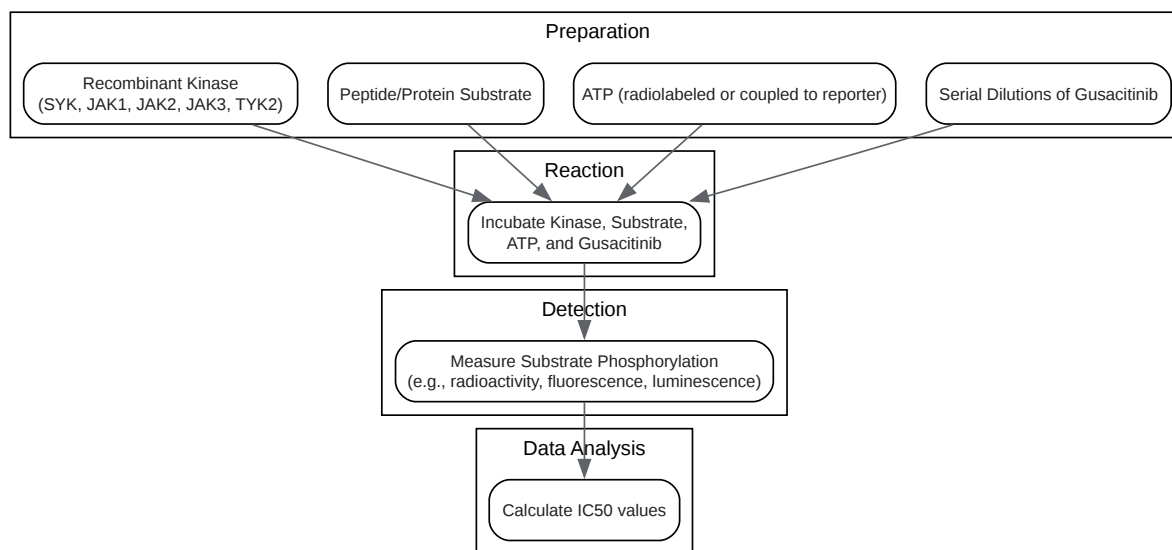 Preparation
Recombinant Kinase
(SYK, JAK1, JAK2, JAK3, TYK2)
Peptide/Protein Substrate
ATP (radiolabeled or coupled to reporter)
Serial Dilutions of Gusacitinib
Reaction
Incubate Kinase, Substrate,
ATP, and Gusacitinib
Detection
Measure Substrate Phosphorylation
(e.g., radioactivity, fluorescence, luminescence)
Data Analysis
Calculate IC50 values